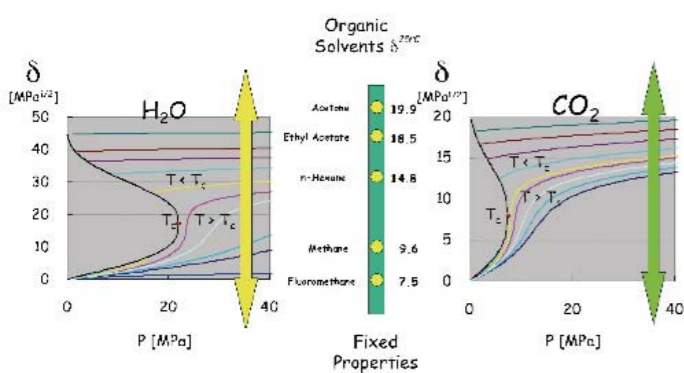 Organic
Solvents δ 25°C
δ
[MPa1/2]
H2O
50
40
30
20
10
0
T < Tc
Tc
T > Tc
0
20
40
P [MPa]
Acetone 19.9
Ethyl Acetate 18.5
n-Hexane 14.8
Methane 9.6
Fluoromethane 7.5
Fixed
Properties
δ
[MPa1/2]
CO2
20
15
10
5
0
T < Tc
Tc
T > Tc
0
20
40
P [MPa]